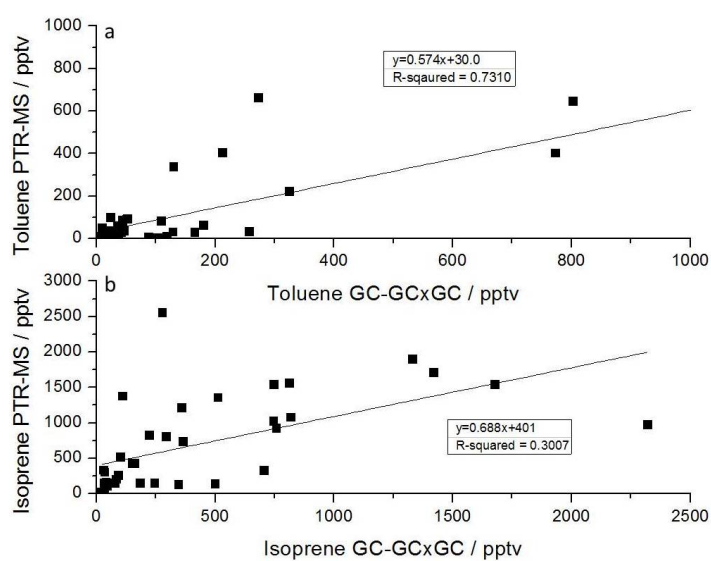 a
1000
800
600
400
200
0
Toluene PTR-MS / pptv
y=0.574x+30.0
R-sqaured = 0.7310
0 200 400 600 800 1000
Toluene GC-GCxGC / pptv
b
3000
2500
2000
1500
1000
500
0
Isoprene PTR-MS / pptv
y=0.688x+401
R-squared = 0.3007
0 500 1000 1500 2000 2500
Isoprene GC-GCxGC / pptv